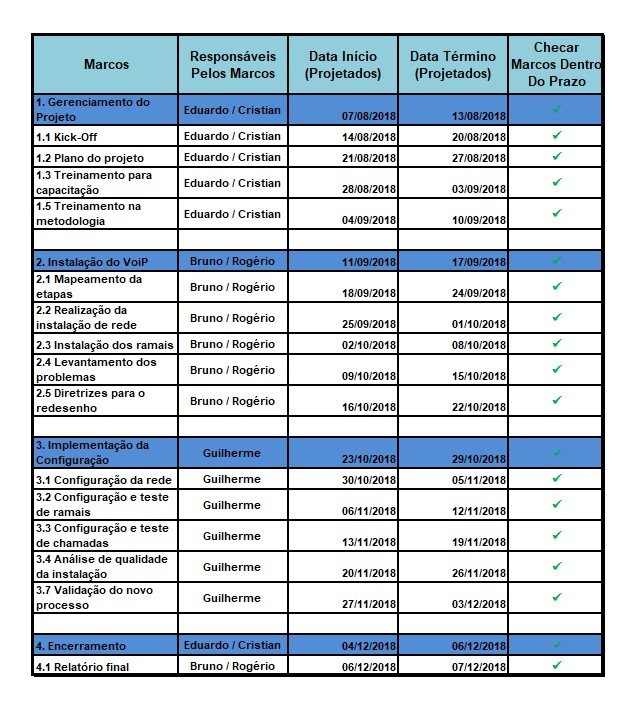 Marcos Responsáveis Pelos Marcos Data Início (Projetados) Data Término (Projetados) Checar Marcos Dentro Do Prazo
1. Gerenciamento do Projeto Eduardo / Cristian 07/08/2018 13/08/2018 ✓
1.1 Kick-Off Eduardo / Cristian 14/08/2018 20/08/2018 ✓
1.2 Plano do projeto Eduardo / Cristian 21/08/2018 27/08/2018 ✓
1.3 Treinamento para capacitação Eduardo / Cristian 28/08/2018 03/09/2018 ✓
1.5 Treinamento na metodologia Eduardo / Cristian 04/09/2018 10/09/2018 ✓
2. Instalação do VoiP Bruno / Rogério 11/09/2018 17/09/2018 ✓
2.1 Mapeamento da etapas Bruno / Rogério 18/09/2018 24/09/2018 ✓
2.2 Realização da instalação de rede Bruno / Rogério 25/09/2018 01/10/2018 ✓
2.3 Instalação dos ramais Bruno / Rogério 02/10/2018 08/10/2018 ✓
2.4 Levantamento dos problemas Bruno / Rogério 09/10/2018 15/10/2018 ✓
2.5 Diretrizes para o redesenho Bruno / Rogério 16/10/2018 22/10/2018 ✓
3. Implementação da Configuração Guilherme 23/10/2018 29/10/2018 ✓
3.1 Configuração da rede Guilherme 30/10/2018 05/11/2018 ✓
3.2 Configuração e teste de ramais Guilherme 06/11/2018 12/11/2018 ✓
3.3 Configuração e teste de chamadas Guilherme 13/11/2018 19/11/2018 ✓
3.4 Análise de qualidade da instalação Guilherme 20/11/2018 26/11/2018 ✓
3.7 Validação do novo processo Guilherme 27/11/2018 03/12/2018 ✓
4. Encerramento Eduardo / Cristian 04/12/2018 06/12/2018 ✓
4.1 Relatório final Bruno / Rogério 06/12/2018 07/12/2018 ✓